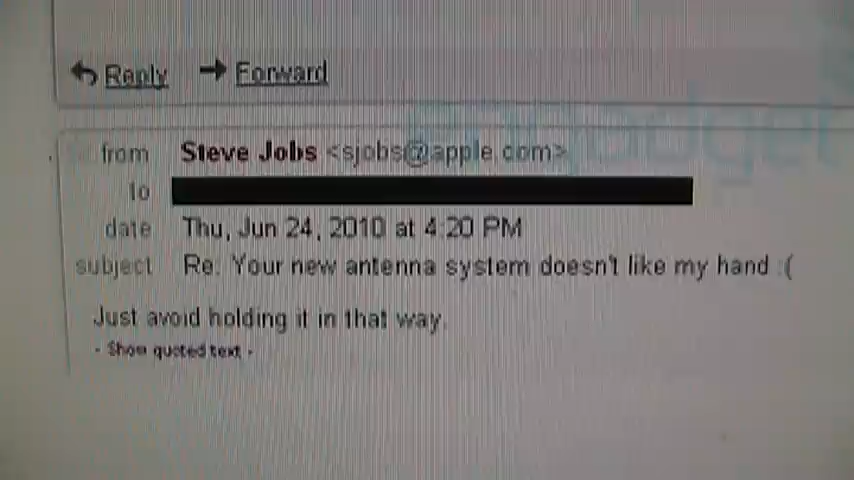 Reply Forward
engadget
from Steve Jobs <sjobs@apple.com>
to
date Thu, Jun 24, 2010 at 4:20 PM
subject Re: Your new antenna system doesn't like my hand :(
Just avoid holding it in that way.
- Show quoted text -